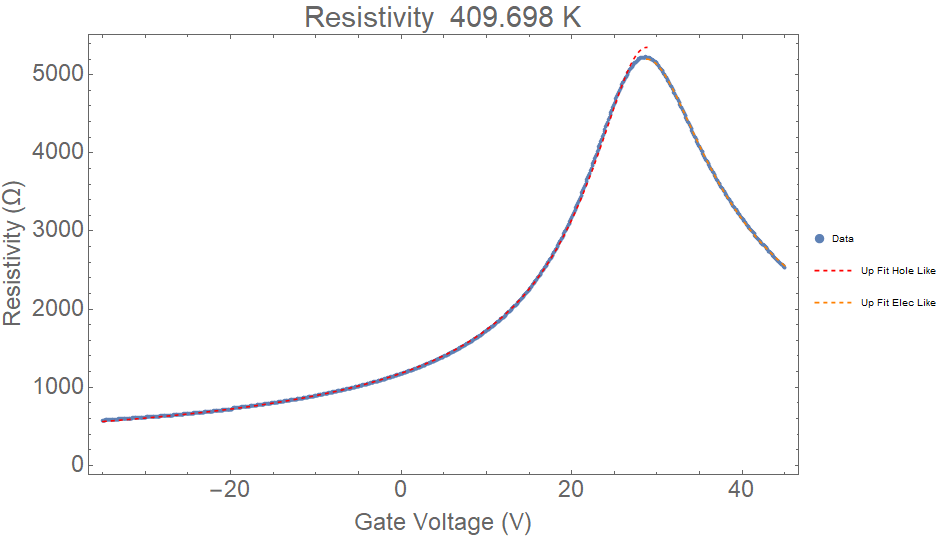 Resistivity 409.698 K
5000
4000
3000
2000
1000
0
Resistivity (Ω)
−20
0
20
40
Gate Voltage (V)
Data
Up Fit Hole Like
Up Fit Elec Like